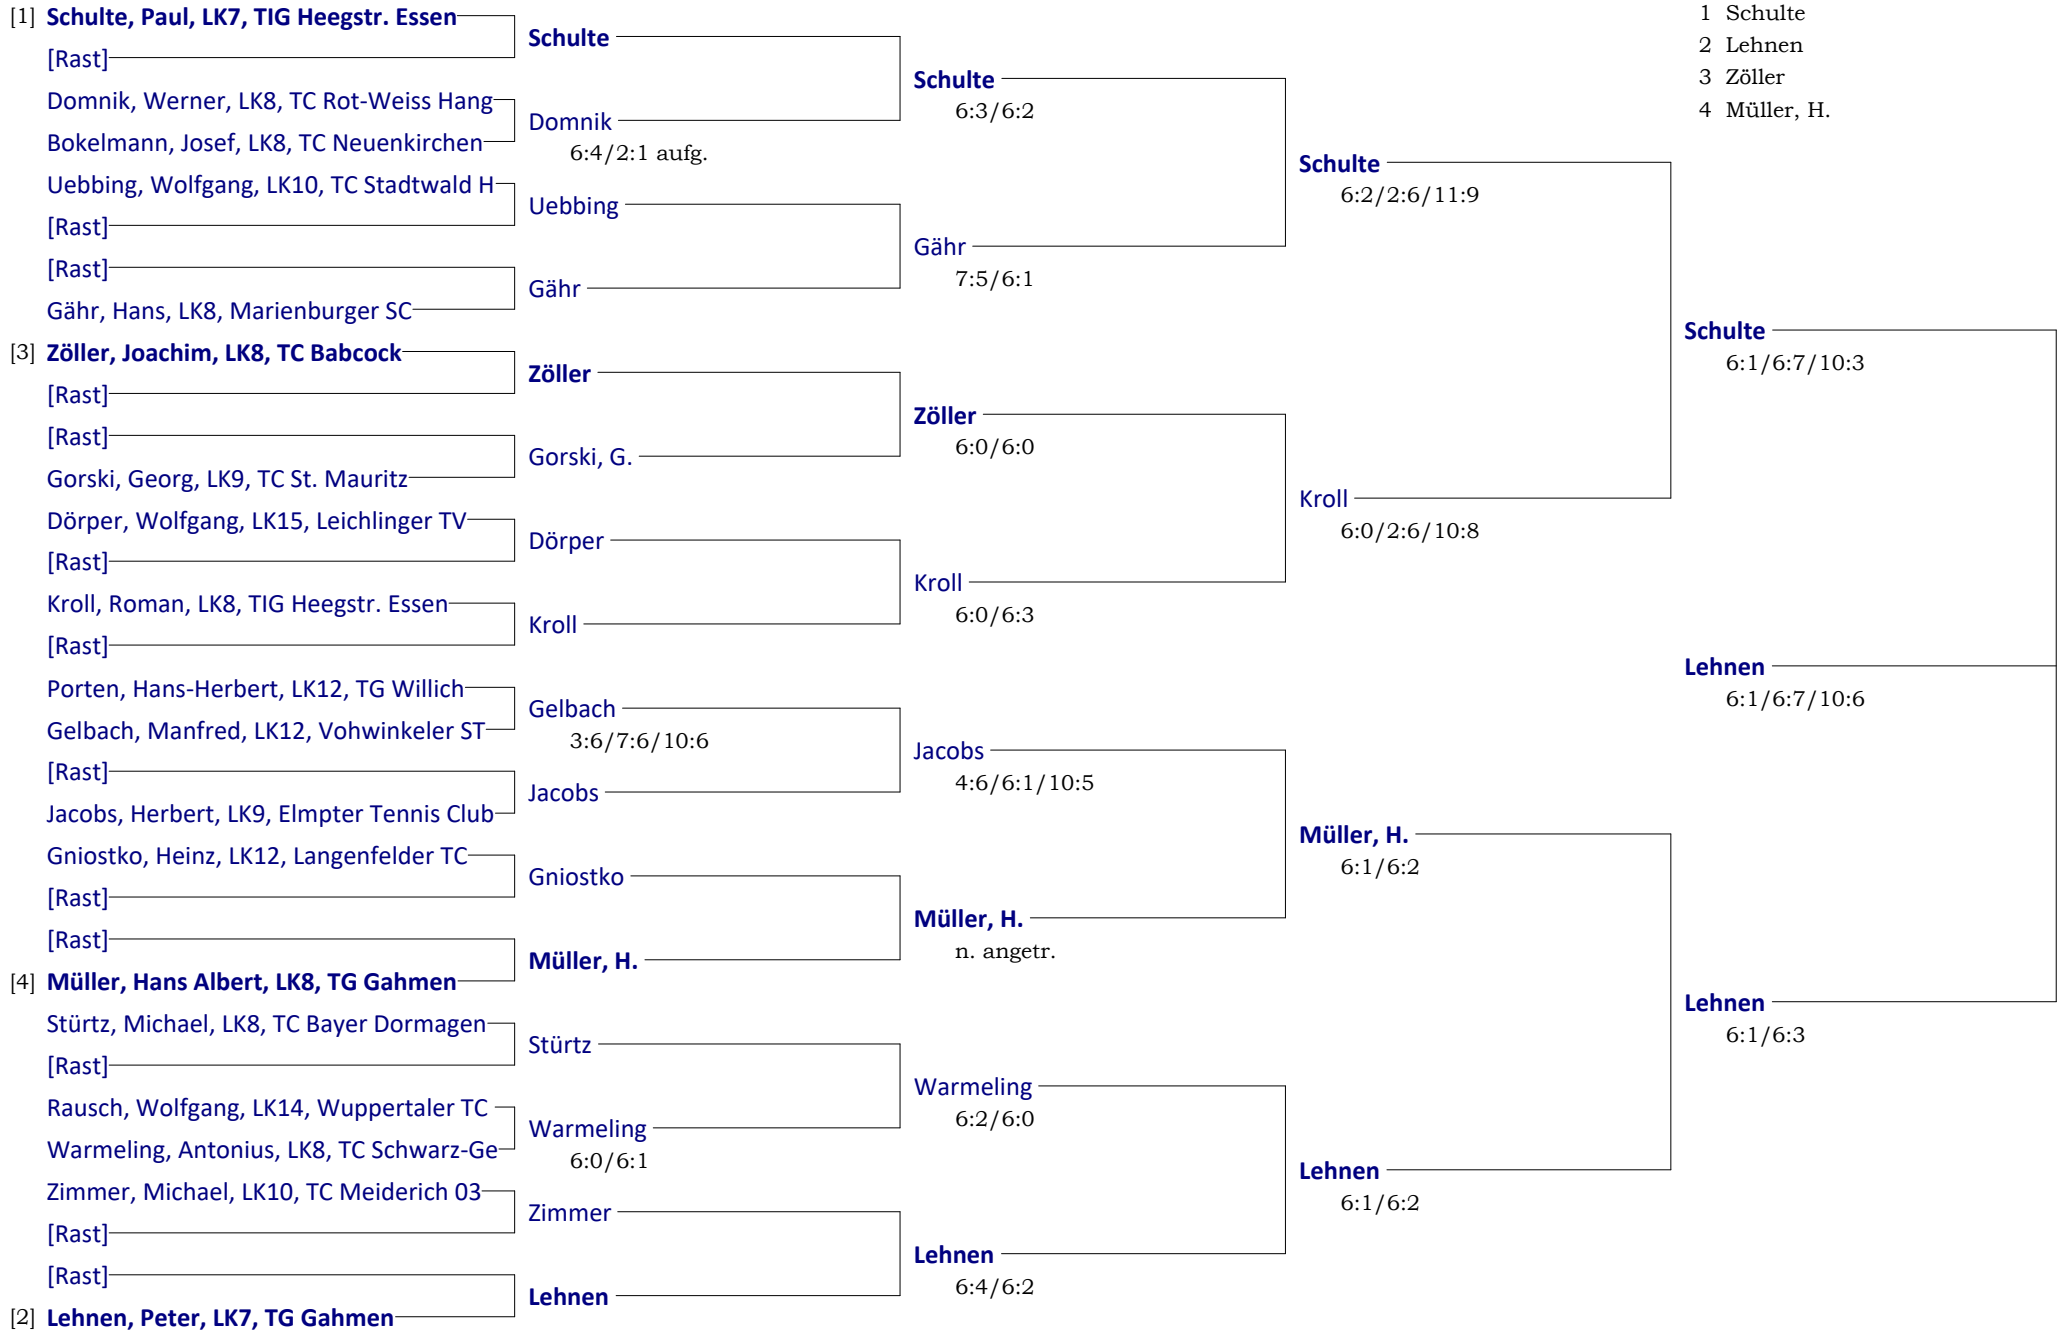 [1] Schulte, Paul, LK7, TIG Heegstr. Essen
[Rast]
Domnik, Werner, LK8, TC Rot-Weiss Hang
Bokelmann, Josef, LK8, TC Neuenkirchen
Uebbing, Wolfgang, LK10, TC Stadtwald H
[Rast]
[Rast]
Gähr, Hans, LK8, Marienburger SC
[3] Zöller, Joachim, LK8, TC Babcock
[Rast]
[Rast]
Gorski, Georg, LK9, TC St. Mauritz
Dörper, Wolfgang, LK15, Leichlinger TV
[Rast]
Kroll, Roman, LK8, TIG Heegstr. Essen
[Rast]
Porten, Hans-Herbert, LK12, TG Willich
Gelbach, Manfred, LK12, Vohwinkeler ST
[Rast]
Jacobs, Herbert, LK9, Elmpter Tennis Club
Gniostko, Heinz, LK12, Langenfelder TC
[Rast]
[Rast]
[4] Müller, Hans Albert, LK8, TG Gahmen
Stürtz, Michael, LK8, TC Bayer Dormagen
[Rast]
Rausch, Wolfgang, LK14, Wuppertaler TC
Warmeling, Antonius, LK8, TC Schwarz-Ge
Zimmer, Michael, LK10, TC Meiderich 03
[Rast]
[Rast]
[2] Lehnen, Peter, LK7, TG Gahmen
Schulte
Domnik
6:4/2:1 aufg.
Uebbing
Gähr
Zöller
Gorski, G.
Dörper
Kroll
Gelbach
3:6/7:6/10:6
Jacobs
Gniostko
Müller, H.
Stürtz
Warmeling
6:0/6:1
Zimmer
Lehnen
Schulte
6:3/6:2
Gähr
7:5/6:1
Zöller
6:0/6:0
Kroll
6:0/6:3
Jacobs
4:6/6:1/10:5
Müller, H.
n. angetr.
Warmeling
6:2/6:0
Lehnen
6:4/6:2
Schulte
6:2/2:6/11:9
Kroll
6:0/2:6/10:8
Müller, H.
6:1/6:2
Lehnen
6:1/6:2
Schulte
6:1/6:7/10:3
Lehnen
6:1/6:7/10:6
Lehnen
6:1/6:3
1 Schulte
2 Lehnen
3 Zöller
4 Müller, H.